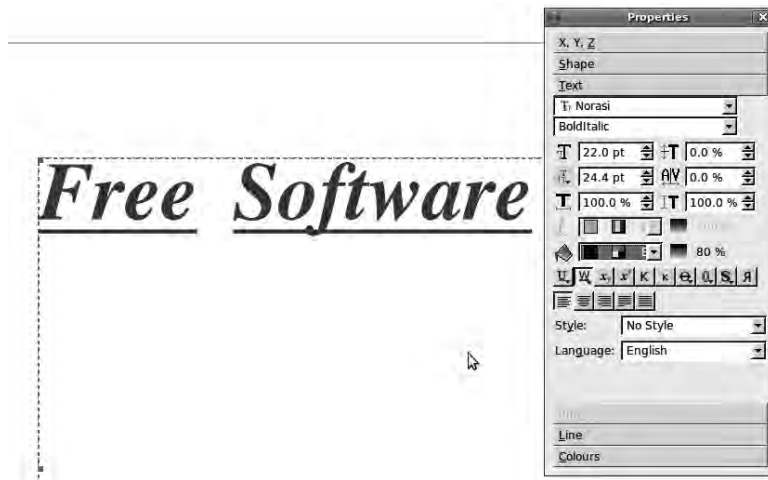 Properties
X, Y, Z
Shape
Text
Norasi
BoldItalic
22.0 pt 0.0 %
24.4 pt 0.0 %
100.0 % 100.0 %
80 %
Style: No Style
Language: English
Line
Colours
Free Software